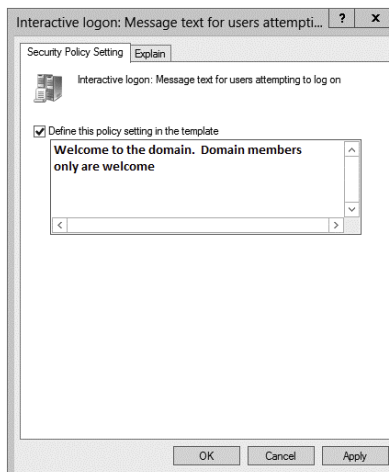 Interactive logon: Message text for users attempti... ? x
Security Policy Setting Explain
Interactive logon: Message text for users attempting to log on
Define this policy setting in the template
Welcome to the domain. Domain members
only are welcome
OK Cancel Apply